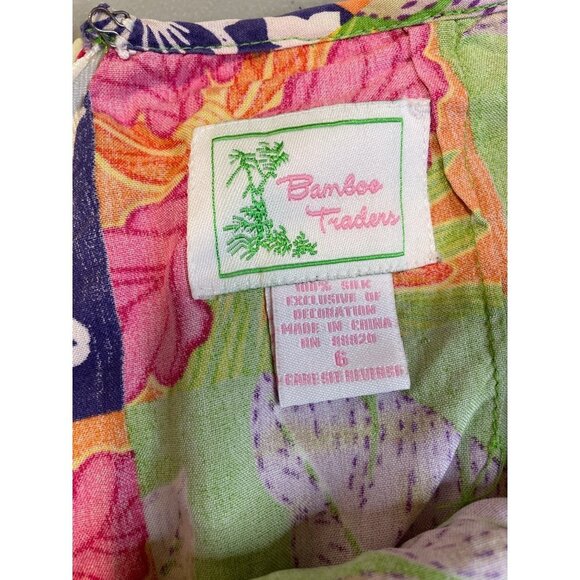 Bamboo
Traders
100% SILK
EXCLUSIVE OF
DECORATION
MADE IN CHINA
RN 88820
6
CARE SEE REVERSE